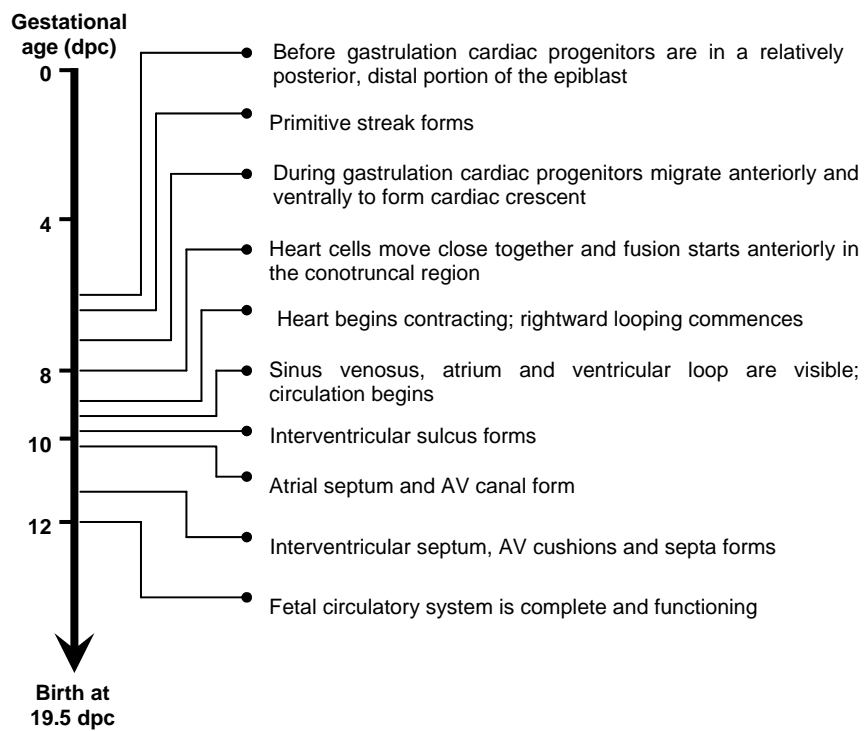 Gestational
age (dpc)
0
Before gastrulation cardiac progenitors are in a relatively
posterior, distal portion of the epiblast
Primitive streak forms
During gastrulation cardiac progenitors migrate anteriorly and
ventrally to form cardiac crescent
4
Heart cells move close together and fusion starts anteriorly in
the conotruncal region
Heart begins contracting; rightward looping commences
8
Sinus venosus, atrium and ventricular loop are visible;
circulation begins
Interventricular sulcus forms
10
Atrial septum and AV canal form
12
Interventricular septum, AV cushions and septa forms
Fetal circulatory system is complete and functioning
Birth at
19.5 dpc